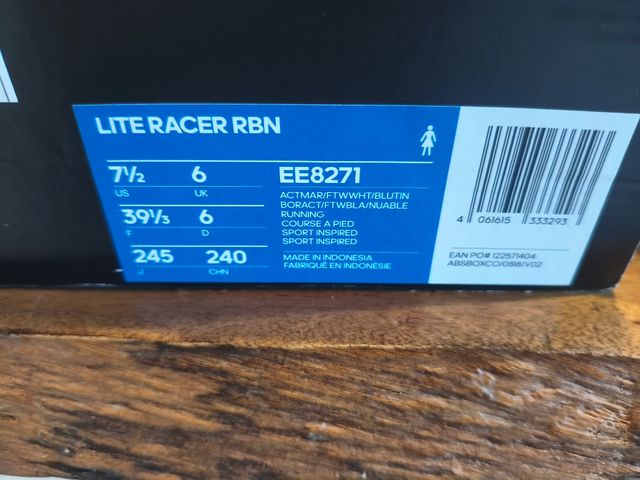 LITE RACER RBN
7½ 6
US UK
39⅓ 6
F D
245 240
J CHN
EE8271
ACTMAR/FTWWHT/BLUTIN
BORACT/FTWBLA/NUABLE
RUNNING
COURSE A PIED
SPORT INSPIRED
SPORT INSPIRED
MADE IN INDONESIA
FABRIQUÉ EN INDONÉSIE
4 061615 333293
EAN PO# 122571404
ABSBOXCO/0818/V02